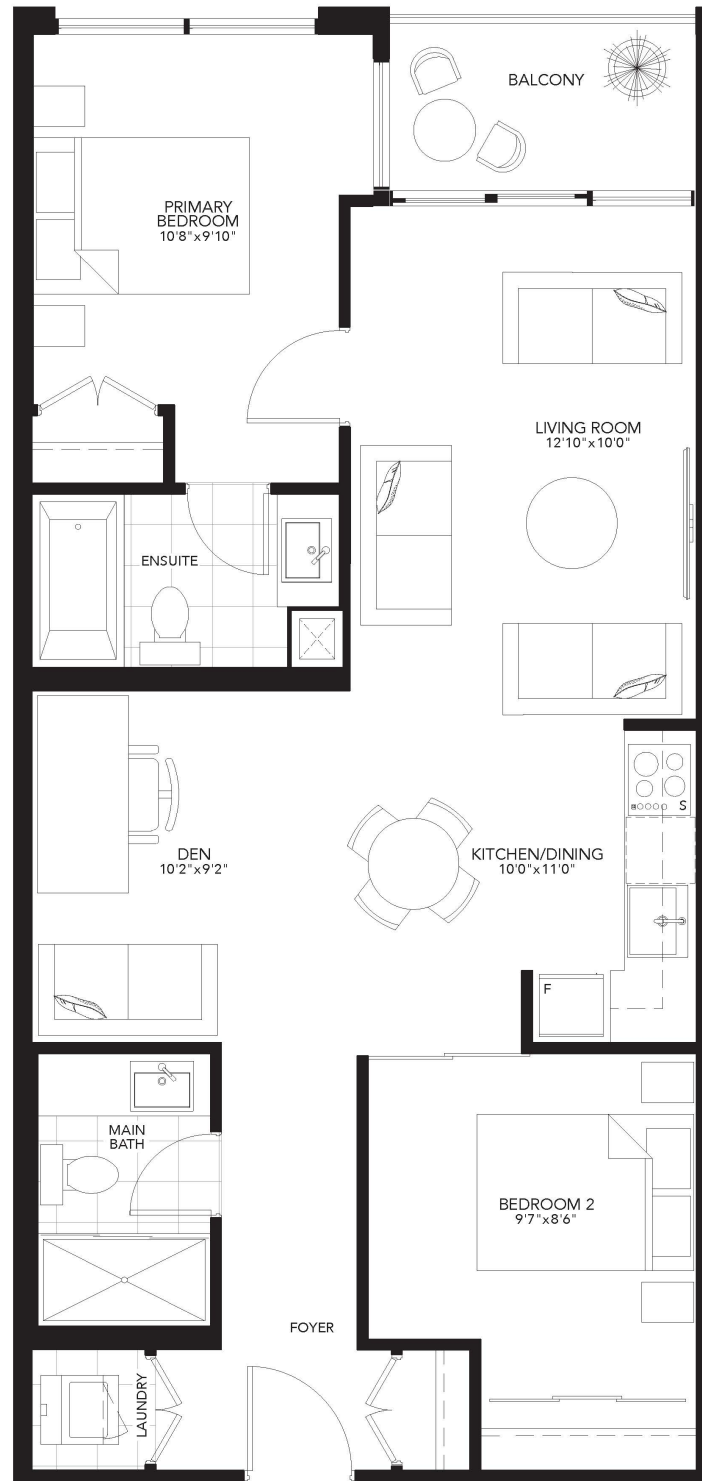 BALCONY
PRIMARY
BEDROOM
10'8"x9'10"
LIVING ROOM
12'10"x10'0"
ENSUITE
S
DEN
10'2"x9'2"
KITCHEN/DINING
10'0"x11'0"
F
MAIN
BATH
BEDROOM 2
9'7"x8'6"
FOYER
LAUNDRY